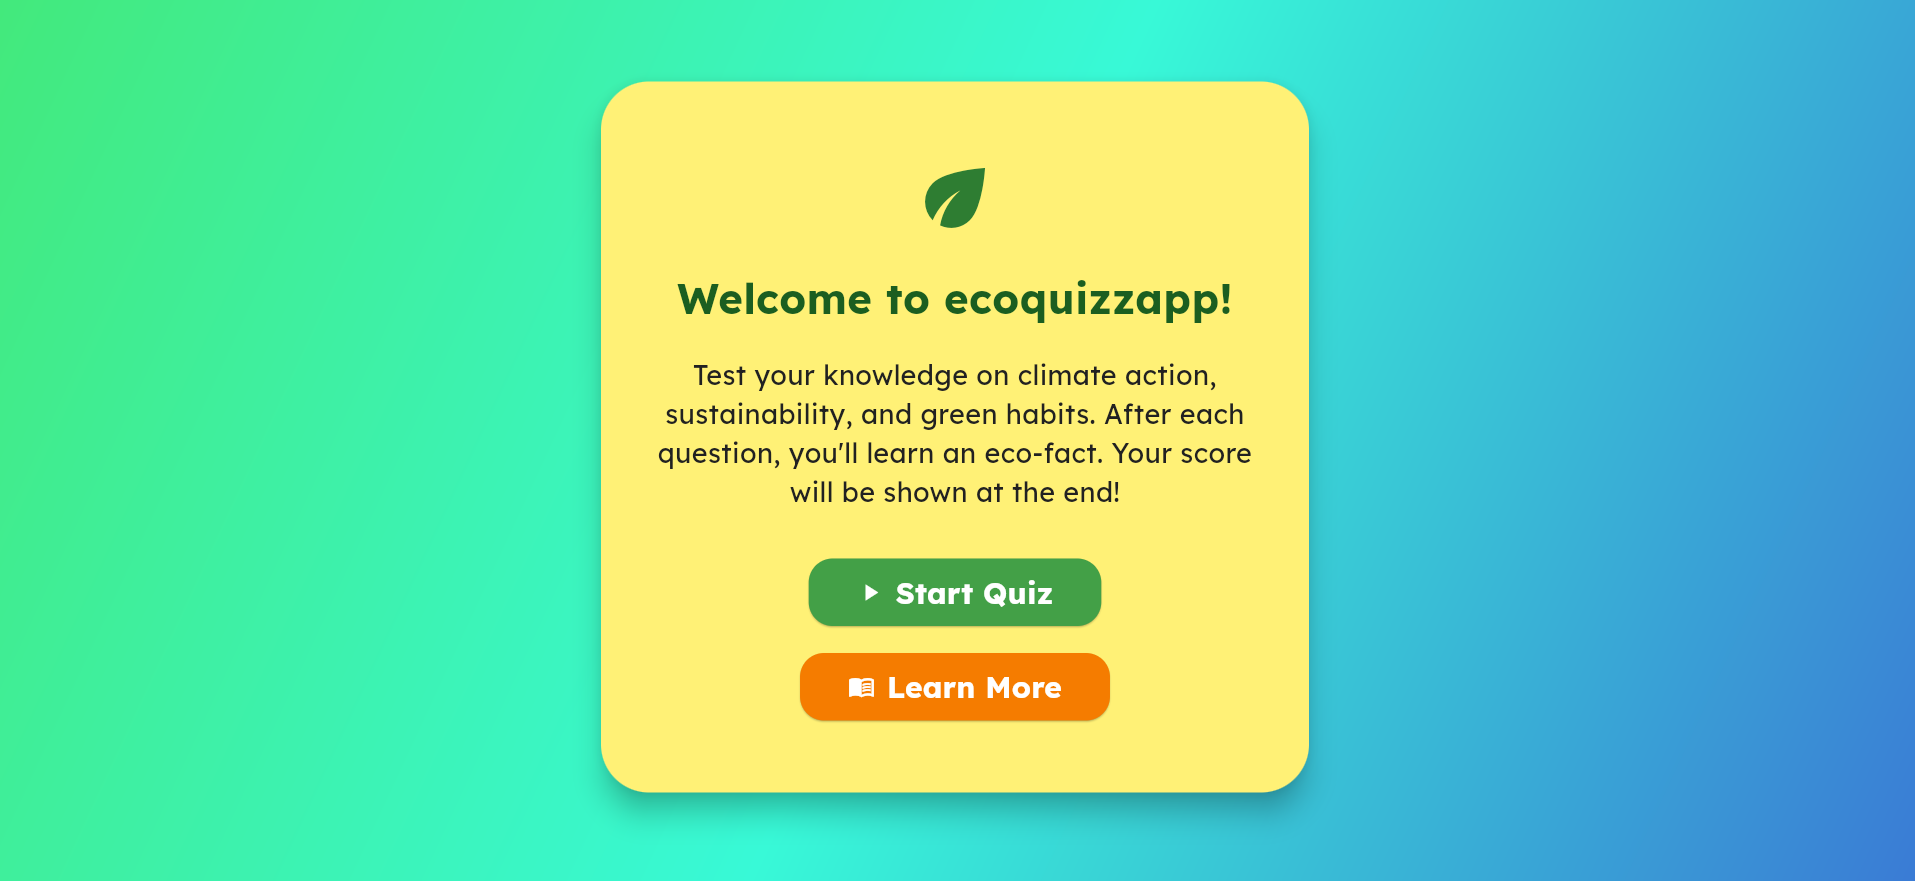 Welcome to ecoquizzapp!
Test your knowledge on climate action,
sustainability, and green habits. After each
question, you'll learn an eco-fact. Your score
will be shown at the end!
Start Quiz
Learn More